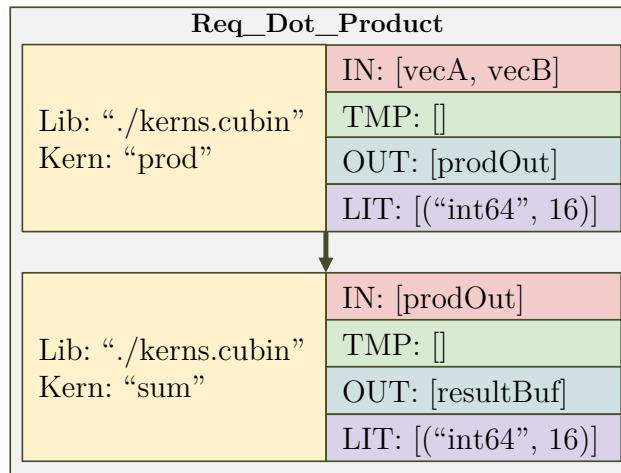 Req_Dot_Product
Lib: “./kerns.cubin”
Kern: “prod”
IN: [vecA, vecB]
TMP: []
OUT: [prodOut]
LIT: [(“int64”, 16)]
Lib: “./kerns.cubin”
Kern: “sum”
IN: [prodOut]
TMP: []
OUT: [resultBuf]
LIT: [(“int64”, 16)]